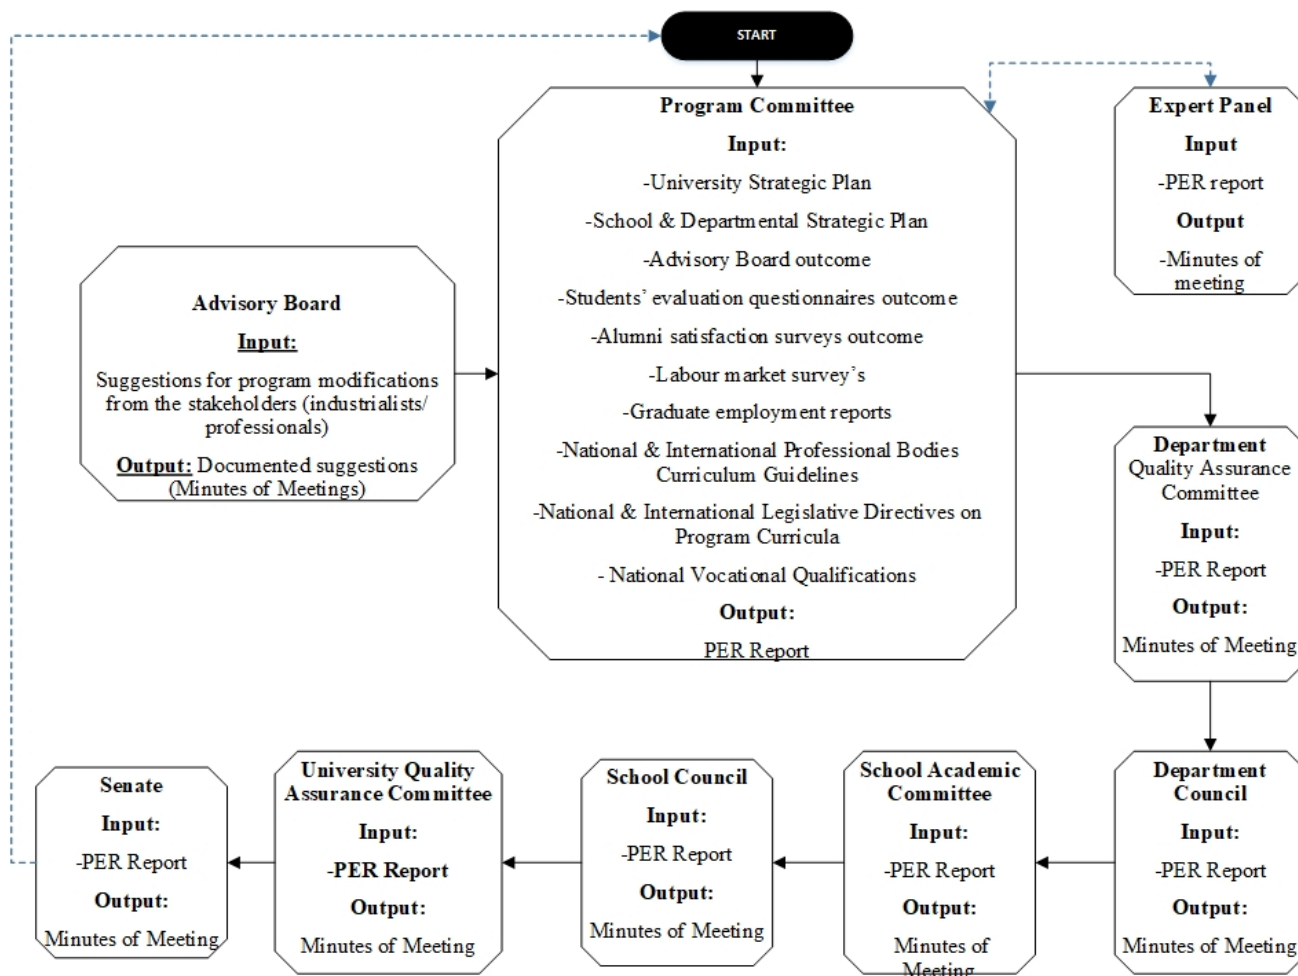 START
Program Committee
Input:
-University Strategic Plan
-School & Departmental Strategic Plan
-Advisory Board outcome
-Students’ evaluation questionnaires outcome
-Alumni satisfaction surveys outcome
-Labour market survey’s
-Graduate employment reports
-National & International Professional Bodies
Curriculum Guidelines
-National & International Legislative Directives on
Program Curricula
- National Vocational Qualifications
Output:
PER Report
Expert Panel
Input
-PER report
Output
-Minutes of
meeting
Advisory Board
Input:
Suggestions for program modifications
from the stakeholders (industrialists/
professionals)
Output: Documented suggestions
(Minutes of Meetings)
Department
Quality Assurance
Committee
Input:
-PER Report
Output:
Minutes of Meeting
Department
Council
Input:
-PER Report
Output:
Minutes of Meeting
School Academic
Committee
Input:
-PER Report
Output:
Minutes of
Meeting
School Council
Input:
-PER Report
Output:
Minutes of Meeting
University Quality
Assurance Committee
Input:
-PER Report
Output:
Minutes of Meeting
Senate
Input:
-PER Report
Output:
Minutes of Meeting